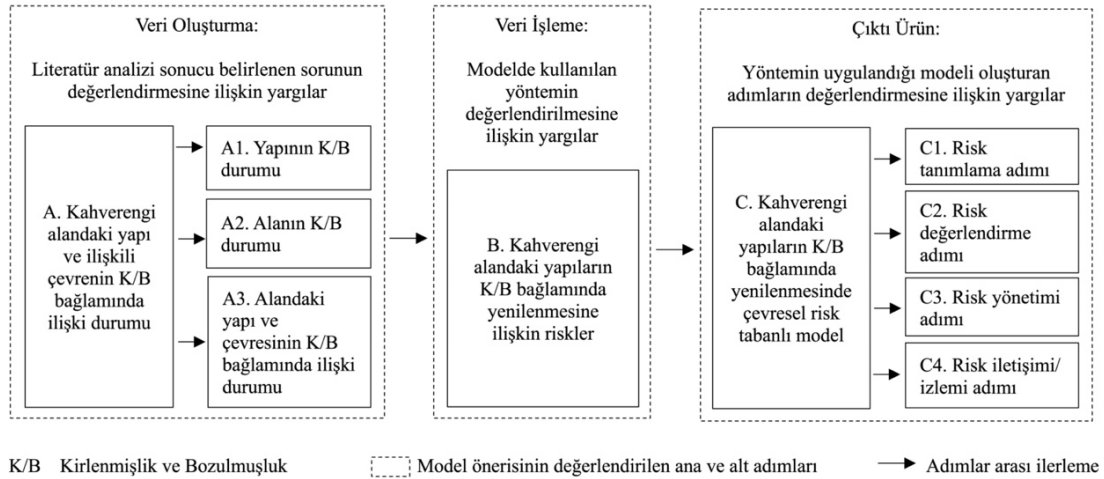 Veri Oluşturma:
Literatür analizi sonucu belirlenen sorunun
değerlendirmesine ilişkin yargılar
A. Kahverengi
alandaki yapı
ve ilişkili
çevrenin K/B
bağlamında
ilişki durumu
A1. Yapının K/B
durumu
A2. Alanın K/B
durumu
A3. Alandaki
yapı ve
çevresinin K/B
bağlamında ilişki
durumu
Veri İşleme:
Modelde kullanılan
yöntemin
değerlendirilmesine
ilişkin yargılar
B. Kahverengi
alandaki yapıların
K/B bağlamında
yenilenmesine
ilişkin riskler
Çıktı Ürün:
Yöntemin uygulandığı modeli oluşturan
adımların değerlendirmesine ilişkin yargılar
C. Kahverengi
alandaki
yapıların K/B
bağlamında
yenilenmesinde
çevresel risk
tabanlı model
C1. Risk
tanımlama adımı
C2. Risk
değerlendirme
adımı
C3. Risk yönetimi
adımı
C4. Risk iletişimi/
izlemi adımı
K/B Kirlenmişlik ve Bozulmuşluk
Model önerisinin değerlendirilen ana ve alt adımları
Adımlar arası ilerleme